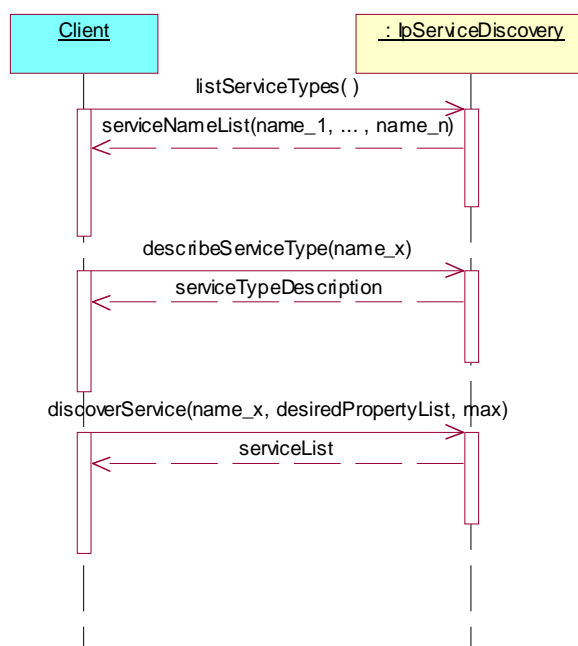 Client
: IpServiceDiscovery
listServiceTypes( )
serviceNameList(name_1, ... , name_n)
describeServiceType(name_x)
serviceTypeDescription
discoverService(name_x, desiredPropertyList, max)
serviceList